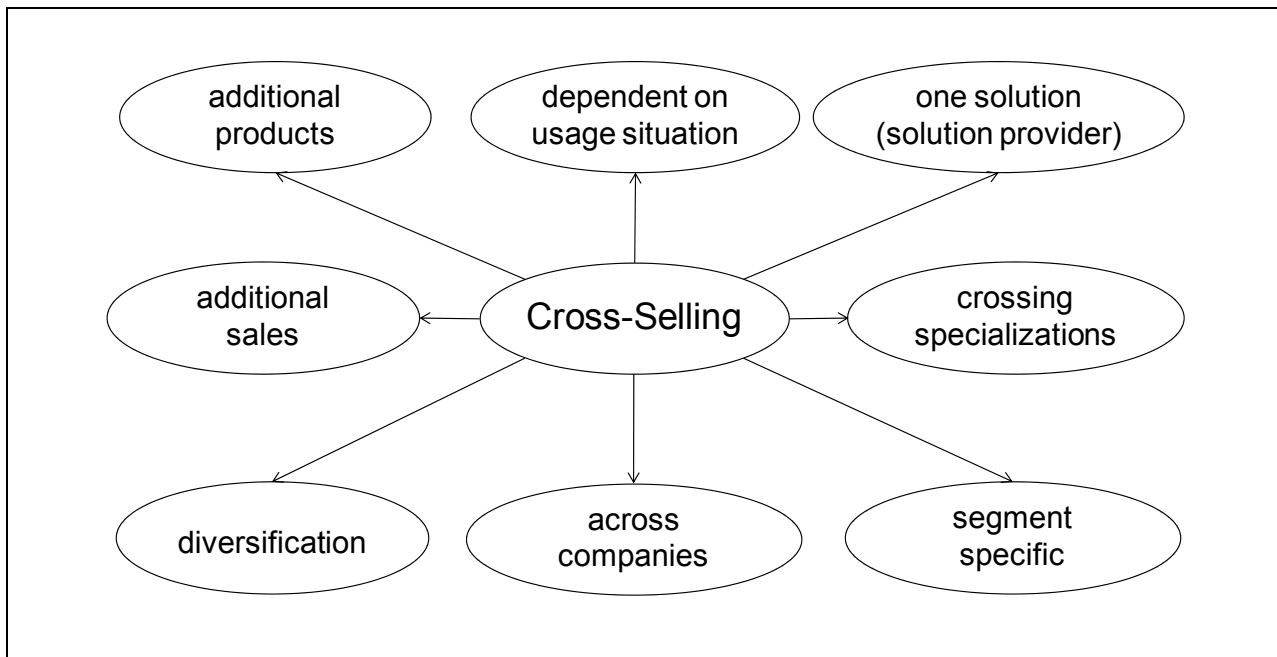 additional
products
dependent on
usage situation
one solution
(solution provider)
additional
sales
Cross-Selling
crossing
specializations
diversification
across
companies
segment
specific